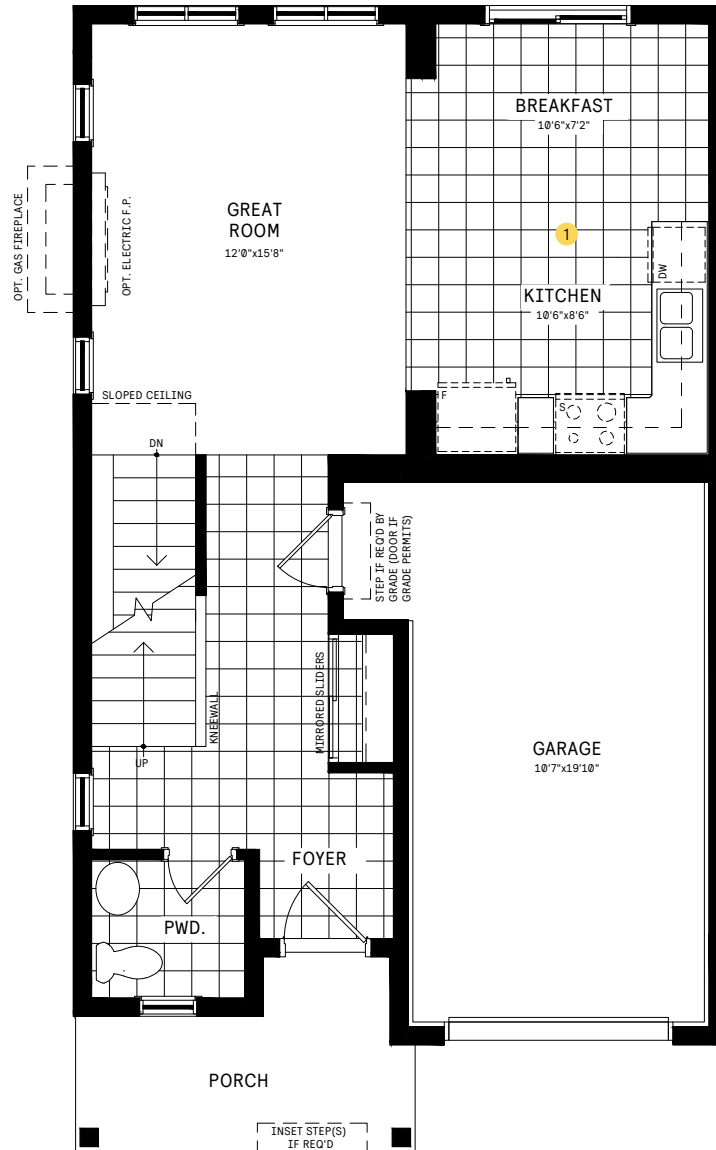 BREAKFAST
10'6"x7'2"
GREAT
ROOM
12'0"x15'8"
1
OPT. GAS FIREPLACE
OPT. ELECTRIC F.P.
DW
KITCHEN
10'6"x8'6"
SLOPED CEILING
F
S
DN
STEP IF REQ'D BY
GRADE (DOOR IF
GRADE PERMITS)
MIRRORED SLIDERS
KNEEWALL
GARAGE
10'7"x19'10"
UP
FOYER
PWD.
PORCH
INSET STEP(S)
IF REQ'D